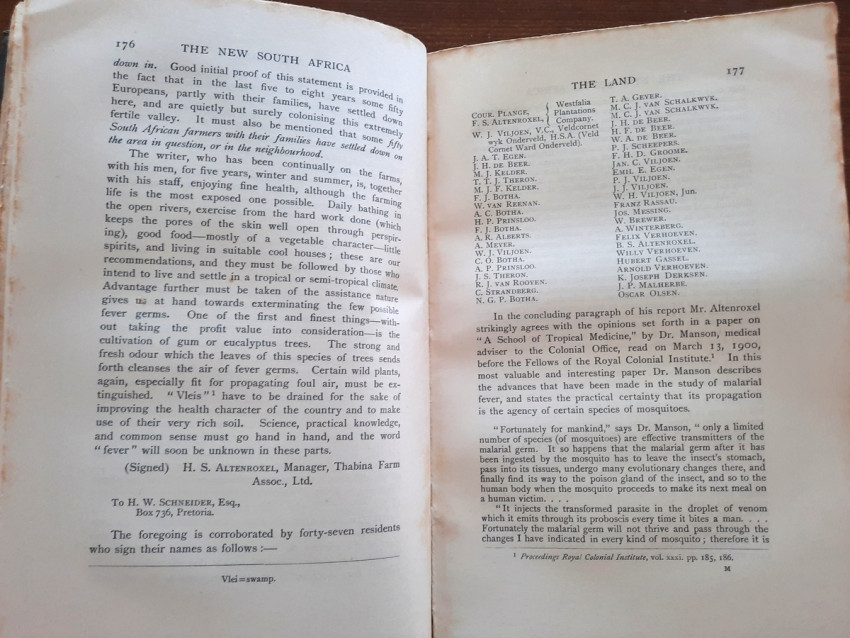 176
THE NEW SOUTH AFRICA
down in. Good initial proof of this statement is provided in
the fact that in the last five to eight years some fifty
Europeans, partly with their families, have settled down
here, and are quietly but surely colonising this extremely
fertile valley. It must also be mentioned that some fifty
South African farmers with their families have settled down on
the area in question, or in the neighbourhood.
The writer, who has been continually on the farms,
with his men, for five years, winter and summer, is, together
with his staff, enjoying fine health, although the farming
life is the most exposed one possible. Daily bathing in
the open rivers, exercise from the hard work done (which
keeps the pores of the skin well open through perspir-
ing), good food—mostly of a vegetable character—little
spirits, and living in suitable cool houses; these are our
recommendations, and they must be followed by those who
intend to live and settle in a tropical or semi-tropical climate.
Advantage further must be taken of the assistance nature
gives us at hand towards exterminating the few possible
fever germs. One of the first and finest things—with-
out taking the profit value into consideration—is the
cultivation of gum or eucalyptus trees. The strong and
fresh odour which the leaves of this species of trees sends
forth cleanses the air of fever germs. Certain wild plants,
again, especially fit for propagating foul air, must be ex-
tinguished. "Vleis"¹ have to be drained for the sake of
improving the health character of the country and to make
use of their very rich soil. Science, practical knowledge,
and common sense must go hand in hand, and the word
"fever" will soon be unknown in these parts.
(Signed) H. S. ALTENROXEL, Manager, Thabina Farm
Assoc., Ltd.
To H. W. SCHNEIDER, Esq.,
Box 736, Pretoria.
The foregoing is corroborated by forty-seven residents
who sign their names as follows:—
Vlei=swamp.
THE LAND
177
COUR. PLANGE,
F. S. ALTENROXEL,
Westfalia
Plantations
Company.
W. J. VILJOEN, V.C., Veldcornet
wyk Onderveld, H.S.A. (Veld
Cornet Ward Onderveld).
J. A. T. EGEN.
J. H. DE BEER.
M. J. KELDER.
T. T. J. THERON.
M. J. F. KELDER.
F. J. BOTHA.
W. VAN KEENAN.
A. C. BOTHA.
H. P. PRINSLOO.
F. J. BOTHA.
A. R. ALBERTS.
A. MEYER.
W. J. VILJOEN.
C. O. BOTHA.
A. P. PRINSLOO.
J. S. THERON.
R. J. VAN ROOYEN.
C. STRANDBERG.
N. G. P. BOTHA.
T. A. GEYER.
M. C. J. VAN SCHALKWYK,
M. C. J. VAN SCHALKWYK.
J. H. DE BEER.
H. F. DE BEER.
W. A. DE BEER.
P. J. SCHEEPERS.
F. H. D. GROOME.
JAN. C. VILJOEN.
EMIL E. EGEN.
P. J. VILJOEN.
J. J. VILJOEN.
W. H. VILJOEN, Jun.
FRANZ RASSAU.
JOS. MESSING.
W. BREWER.
A. WINTERBERG.
FELIX VERHOEVEN.
B. S. ALTENROXEL.
WILLY VERHOEVEN.
HUBERT GASSEL.
ARNOLD VERHOEVEN.
K. JOSEPH DERKSEN.
J. P. MALHERBE.
OSCAR OLSEN.
In the concluding paragraph of his report Mr. Altenroxel
strikingly agrees with the opinions set forth in a paper on
"A School of Tropical Medicine," by Dr. Manson, medical
adviser to the Colonial Office, read on March 13, 1900,
before the Fellows of the Royal Colonial Institute.¹ In this
most valuable and interesting paper Dr. Manson describes
the advances that have been made in the study of malarial
fever, and states the practical certainty that its propagation
is the agency of certain species of mosquitoes.
"Fortunately for mankind," says Dr. Manson, "only a limited
number of species (of mosquitoes) are effective transmitters of the
malarial germ. It so happens that the malarial germ after it has
been ingested by the mosquito has to leave the insect's stomach,
pass into its tissues, undergo many evolutionary changes there, and
finally find its way to the poison gland of the insect, and so to the
human body when the mosquito proceeds to make its next meal on
a human victim. . . .
"It injects the transformed parasite in the droplet of venom
which it emits through its proboscis every time it bites a man. . . .
Fortunately the malarial germ will not thrive and pass through the
changes I have indicated in every kind of mosquito; therefore it is
¹ Proceedings Royal Colonial Institute, vol. xxxi. pp. 185, 186.
M